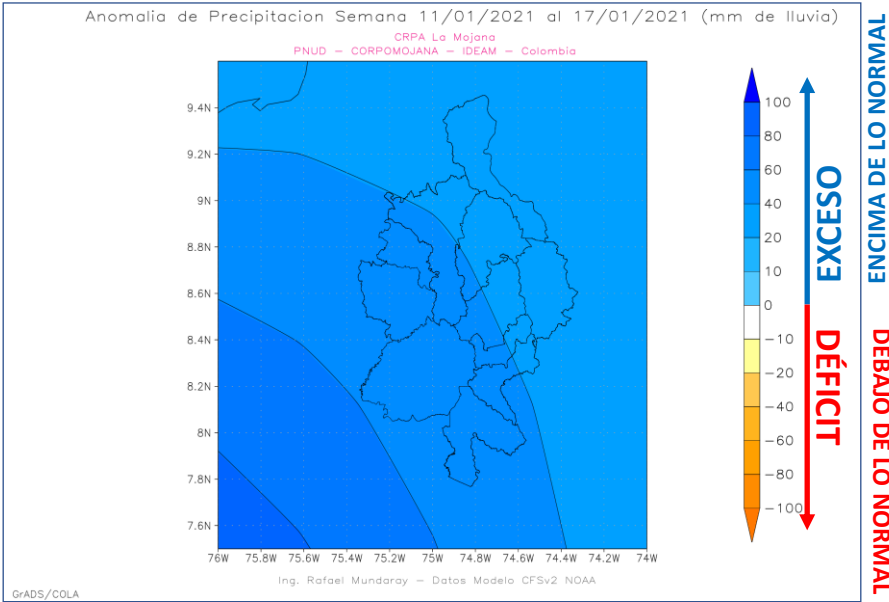 Anomalia de Precipitacion Semana 11/01/2021 al 17/01/2021 (mm de lluvia)
CRPA La Mojana
PNUD – CORPOMOJANA – IDEAM – Colombia
9.4N
9.2N
9N
8.8N
8.6N
8.4N
8.2N
8N
7.8N
7.6N
76W 75.8W 75.6W 75.4W 75.2W 75W 74.8W 74.6W 74.4W 74.2W 74W
100
80
60
40
20
10
0
−10
−20
−40
−60
−80
−100
EXCESO
DÉFICIT
ENCIMA DE LO NORMAL
DEBAJO DE LO NORMAL
Ing. Rafael Mundaray – Datos Modelo CFSv2 NOAA
GrADS/COLA